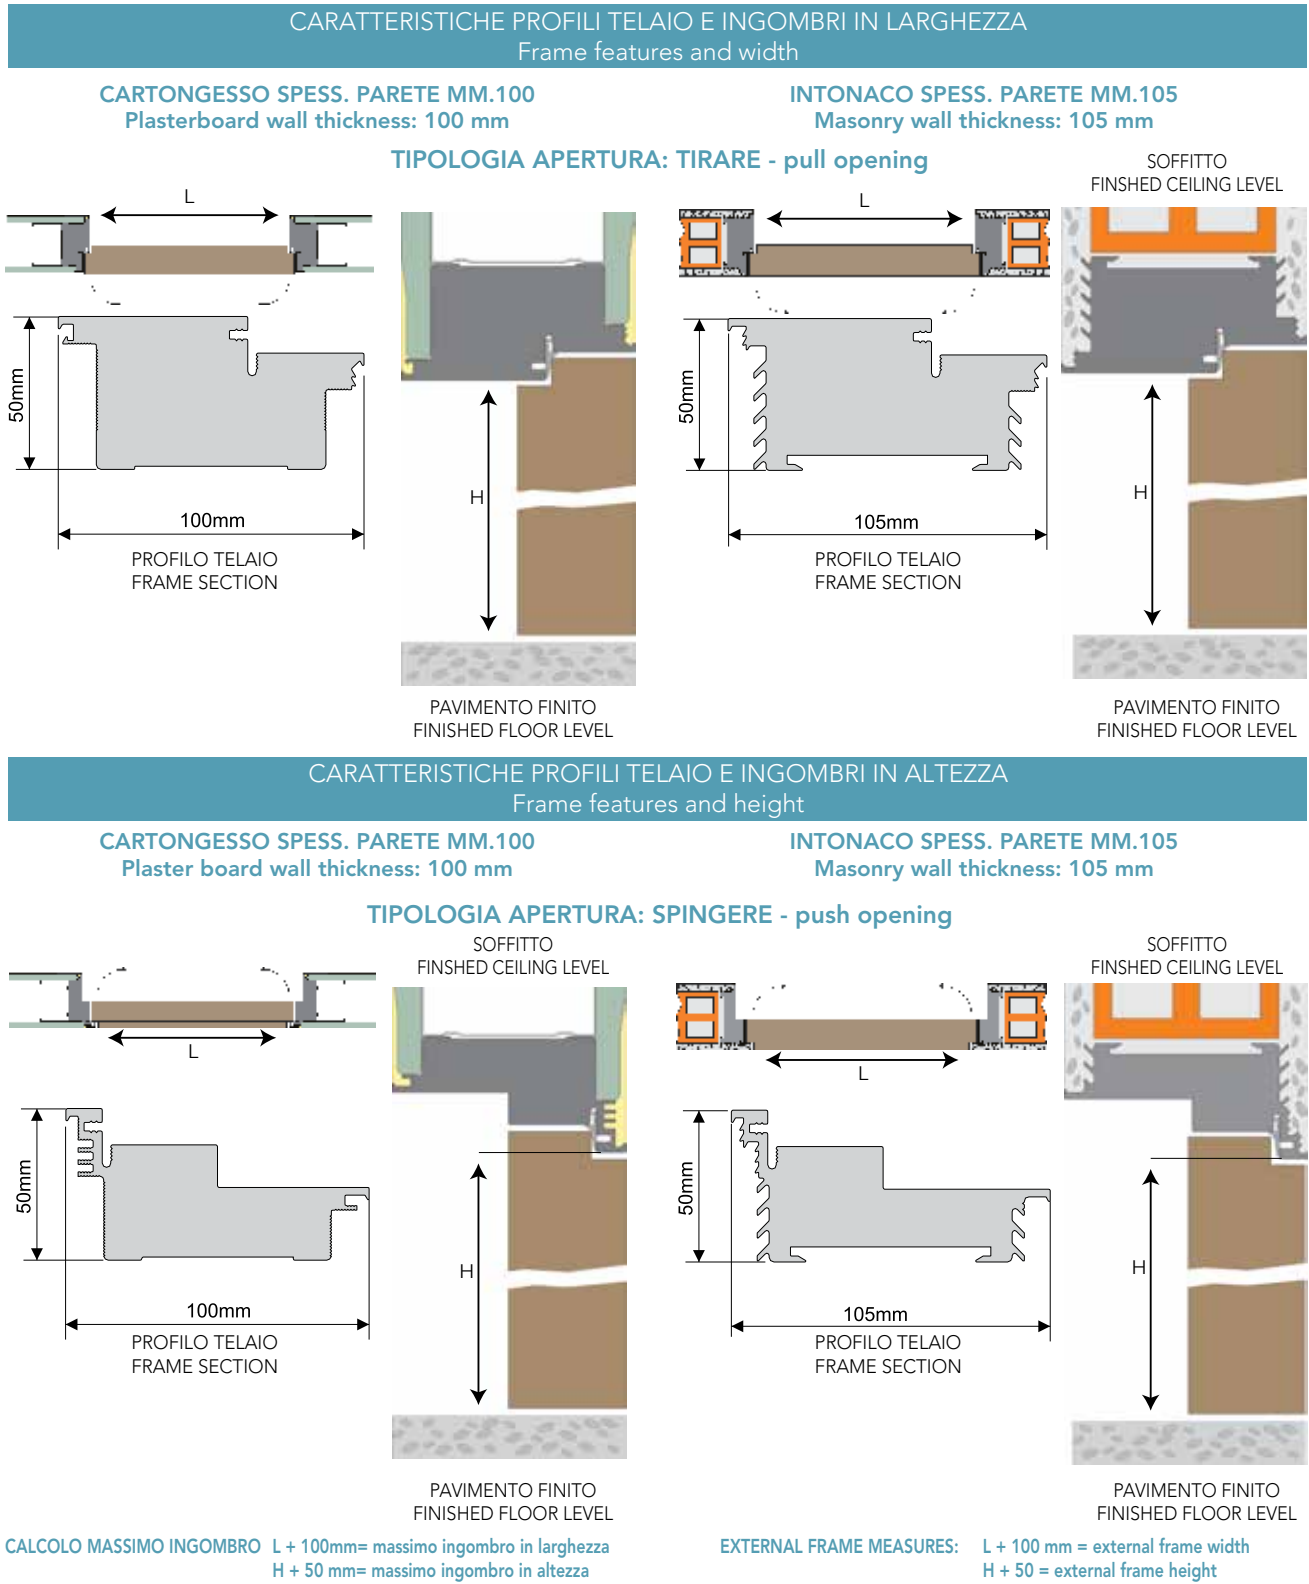 CARATTERISTICHE PROFILI TELAIO E INGOMBRI IN LARGHEZZA
Frame features and width
CARTONGESSO SPESS. PARETE MM.100
Plasterboard wall thickness: 100 mm
INTONACO SPESS. PARETE MM.105
Masonry wall thickness: 105 mm
TIPOLOGIA APERTURA: TIRARE - pull opening
SOFFITTO
FINSHED CEILING LEVEL
L
L
50mm
H
50mm
H
100mm
PROFILO TELAIO
FRAME SECTION
105mm
PROFILO TELAIO
FRAME SECTION
PAVIMENTO FINITO
FINISHED FLOOR LEVEL
PAVIMENTO FINITO
FINISHED FLOOR LEVEL
CARATTERISTICHE PROFILI TELAIO E INGOMBRI IN ALTEZZA
Frame features and height
CARTONGESSO SPESS. PARETE MM.100
Plaster board wall thickness: 100 mm
INTONACO SPESS. PARETE MM.105
Masonry wall thickness: 105 mm
TIPOLOGIA APERTURA: SPINGERE - push opening
SOFFITTO
FINSHED CEILING LEVEL
SOFFITTO
FINSHED CEILING LEVEL
L
L
50mm
H
50mm
H
100mm
PROFILO TELAIO
FRAME SECTION
105mm
PROFILO TELAIO
FRAME SECTION
PAVIMENTO FINITO
FINISHED FLOOR LEVEL
PAVIMENTO FINITO
FINISHED FLOOR LEVEL
CALCOLO MASSIMO INGOMBRO L + 100mm= massimo ingombro in larghezza
H + 50 mm= massimo ingombro in altezza
EXTERNAL FRAME MEASURES: L + 100 mm = external frame width
H + 50 = external frame height